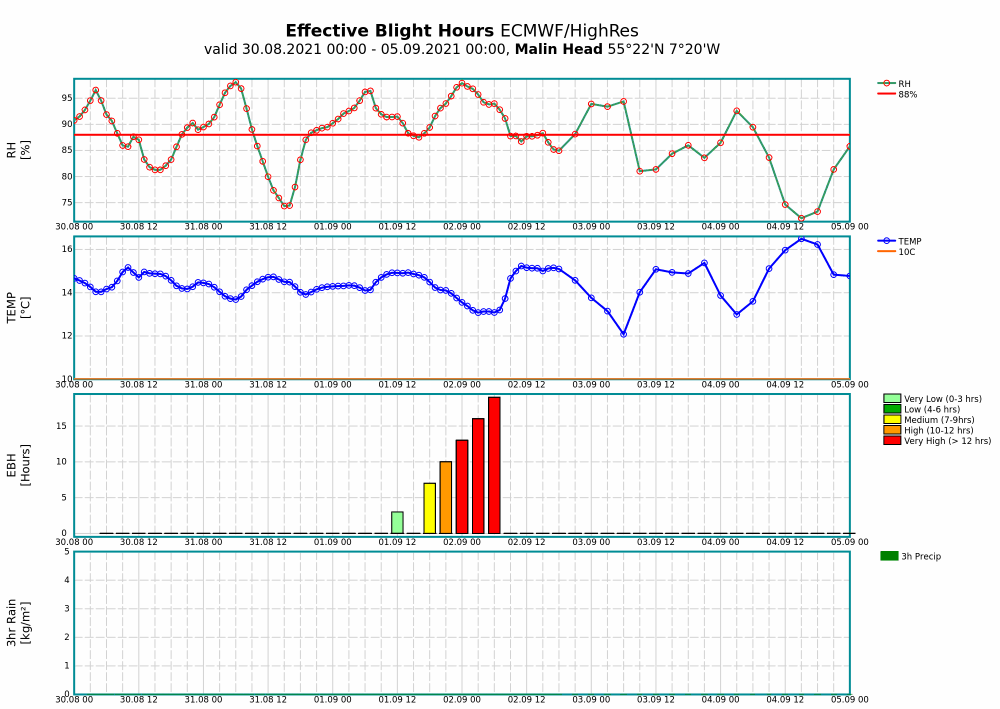 Effective Blight Hours ECMWF/HighRes
valid 30.08.2021 00:00 - 05.09.2021 00:00, Malin Head 55°22'N 7°20'W
RH
[%]
95
90
85
80
75
30.08 00 30.08 12 31.08 00 31.08 12 01.09 00 01.09 12 02.09 00 02.09 12 03.09 00 03.09 12 04.09 00 04.09 12 05.09 00
RH
88%
TEMP
[°C]
16
14
12
10
30.08 00 30.08 12 31.08 00 31.08 12 01.09 00 01.09 12 02.09 00 02.09 12 03.09 00 03.09 12 04.09 00 04.09 12 05.09 00
TEMP
10C
EBH
[Hours]
15
10
5
0
30.08 00 30.08 12 31.08 00 31.08 12 01.09 00 01.09 12 02.09 00 02.09 12 03.09 00 03.09 12 04.09 00 04.09 12 05.09 00
Very Low (0-3 hrs)
Low (4-6 hrs)
Medium (7-9hrs)
High (10-12 hrs)
Very High (> 12 hrs)
3hr Rain
[kg/m²]
5
4
3
2
1
0
30.08 00 30.08 12 31.08 00 31.08 12 01.09 00 01.09 12 02.09 00 02.09 12 03.09 00 03.09 12 04.09 00 04.09 12 05.09 00
3h Precip